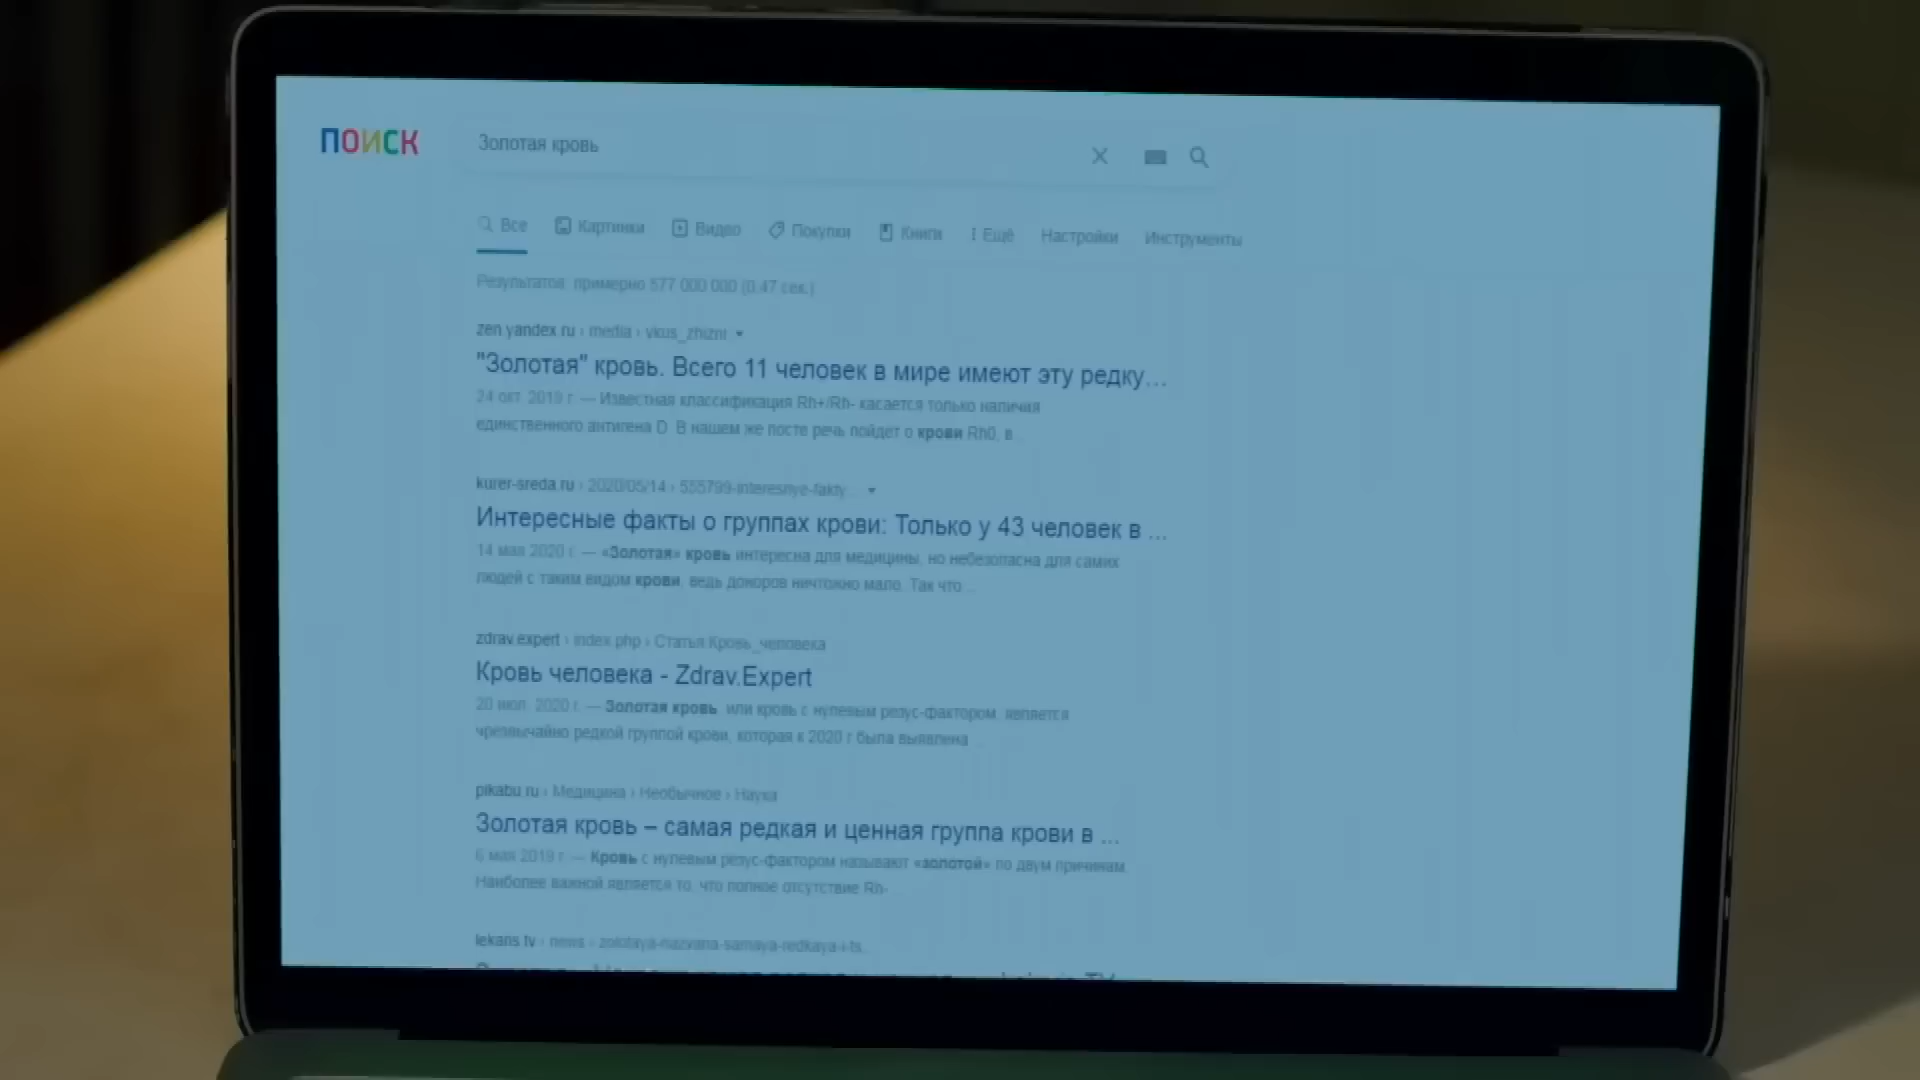 ПОИСК
Золотая кровь
Все Картинки Видео Покупки Книги Ещё Настройки Инструменты
Результатов: примерно 577 000 000 (0,47 сек.)
zen.yandex.ru › media › vkus_zhizni
"Золотая" кровь. Всего 11 человек в мире имеют эту редку...
24 окт. 2019 г. — Известная классификация Rh+/Rh- касается только наличия
единственного антигена D. В нашем же посте речь пойдет о крови Rh0, в
kurer-sreda.ru › 2020/05/14 › 555799-interesnye-fakty...
Интересные факты о группах крови: Только у 43 человек в ...
14 мая 2020 г. — «Золотая» кровь интересна для медицины, но небезопасна для самих
людей с таким видом крови, ведь доноров ничтожно мало. Так что ...
zdrav.expert › index.php › Статья:Кровь_человека
Кровь человека - Zdrav.Expert
20 июл. 2020 г. — Золотая кровь, или кровь с нулевым резус-фактором, является
чрезвычайно редкой группой крови, которая к 2020 г была выявлена
pikabu.ru › Медицина › Необычное › Наука
Золотая кровь – самая редкая и ценная группа крови в ...
6 мая 2019 г. — Кровь с нулевым резус-фактором называют «золотой» по двум причинам.
Наиболее важной является то, что полное отсутствие Rh-
lekans.tv › news › zolotaya-nazvana-samaya-redkaya-i-ts...